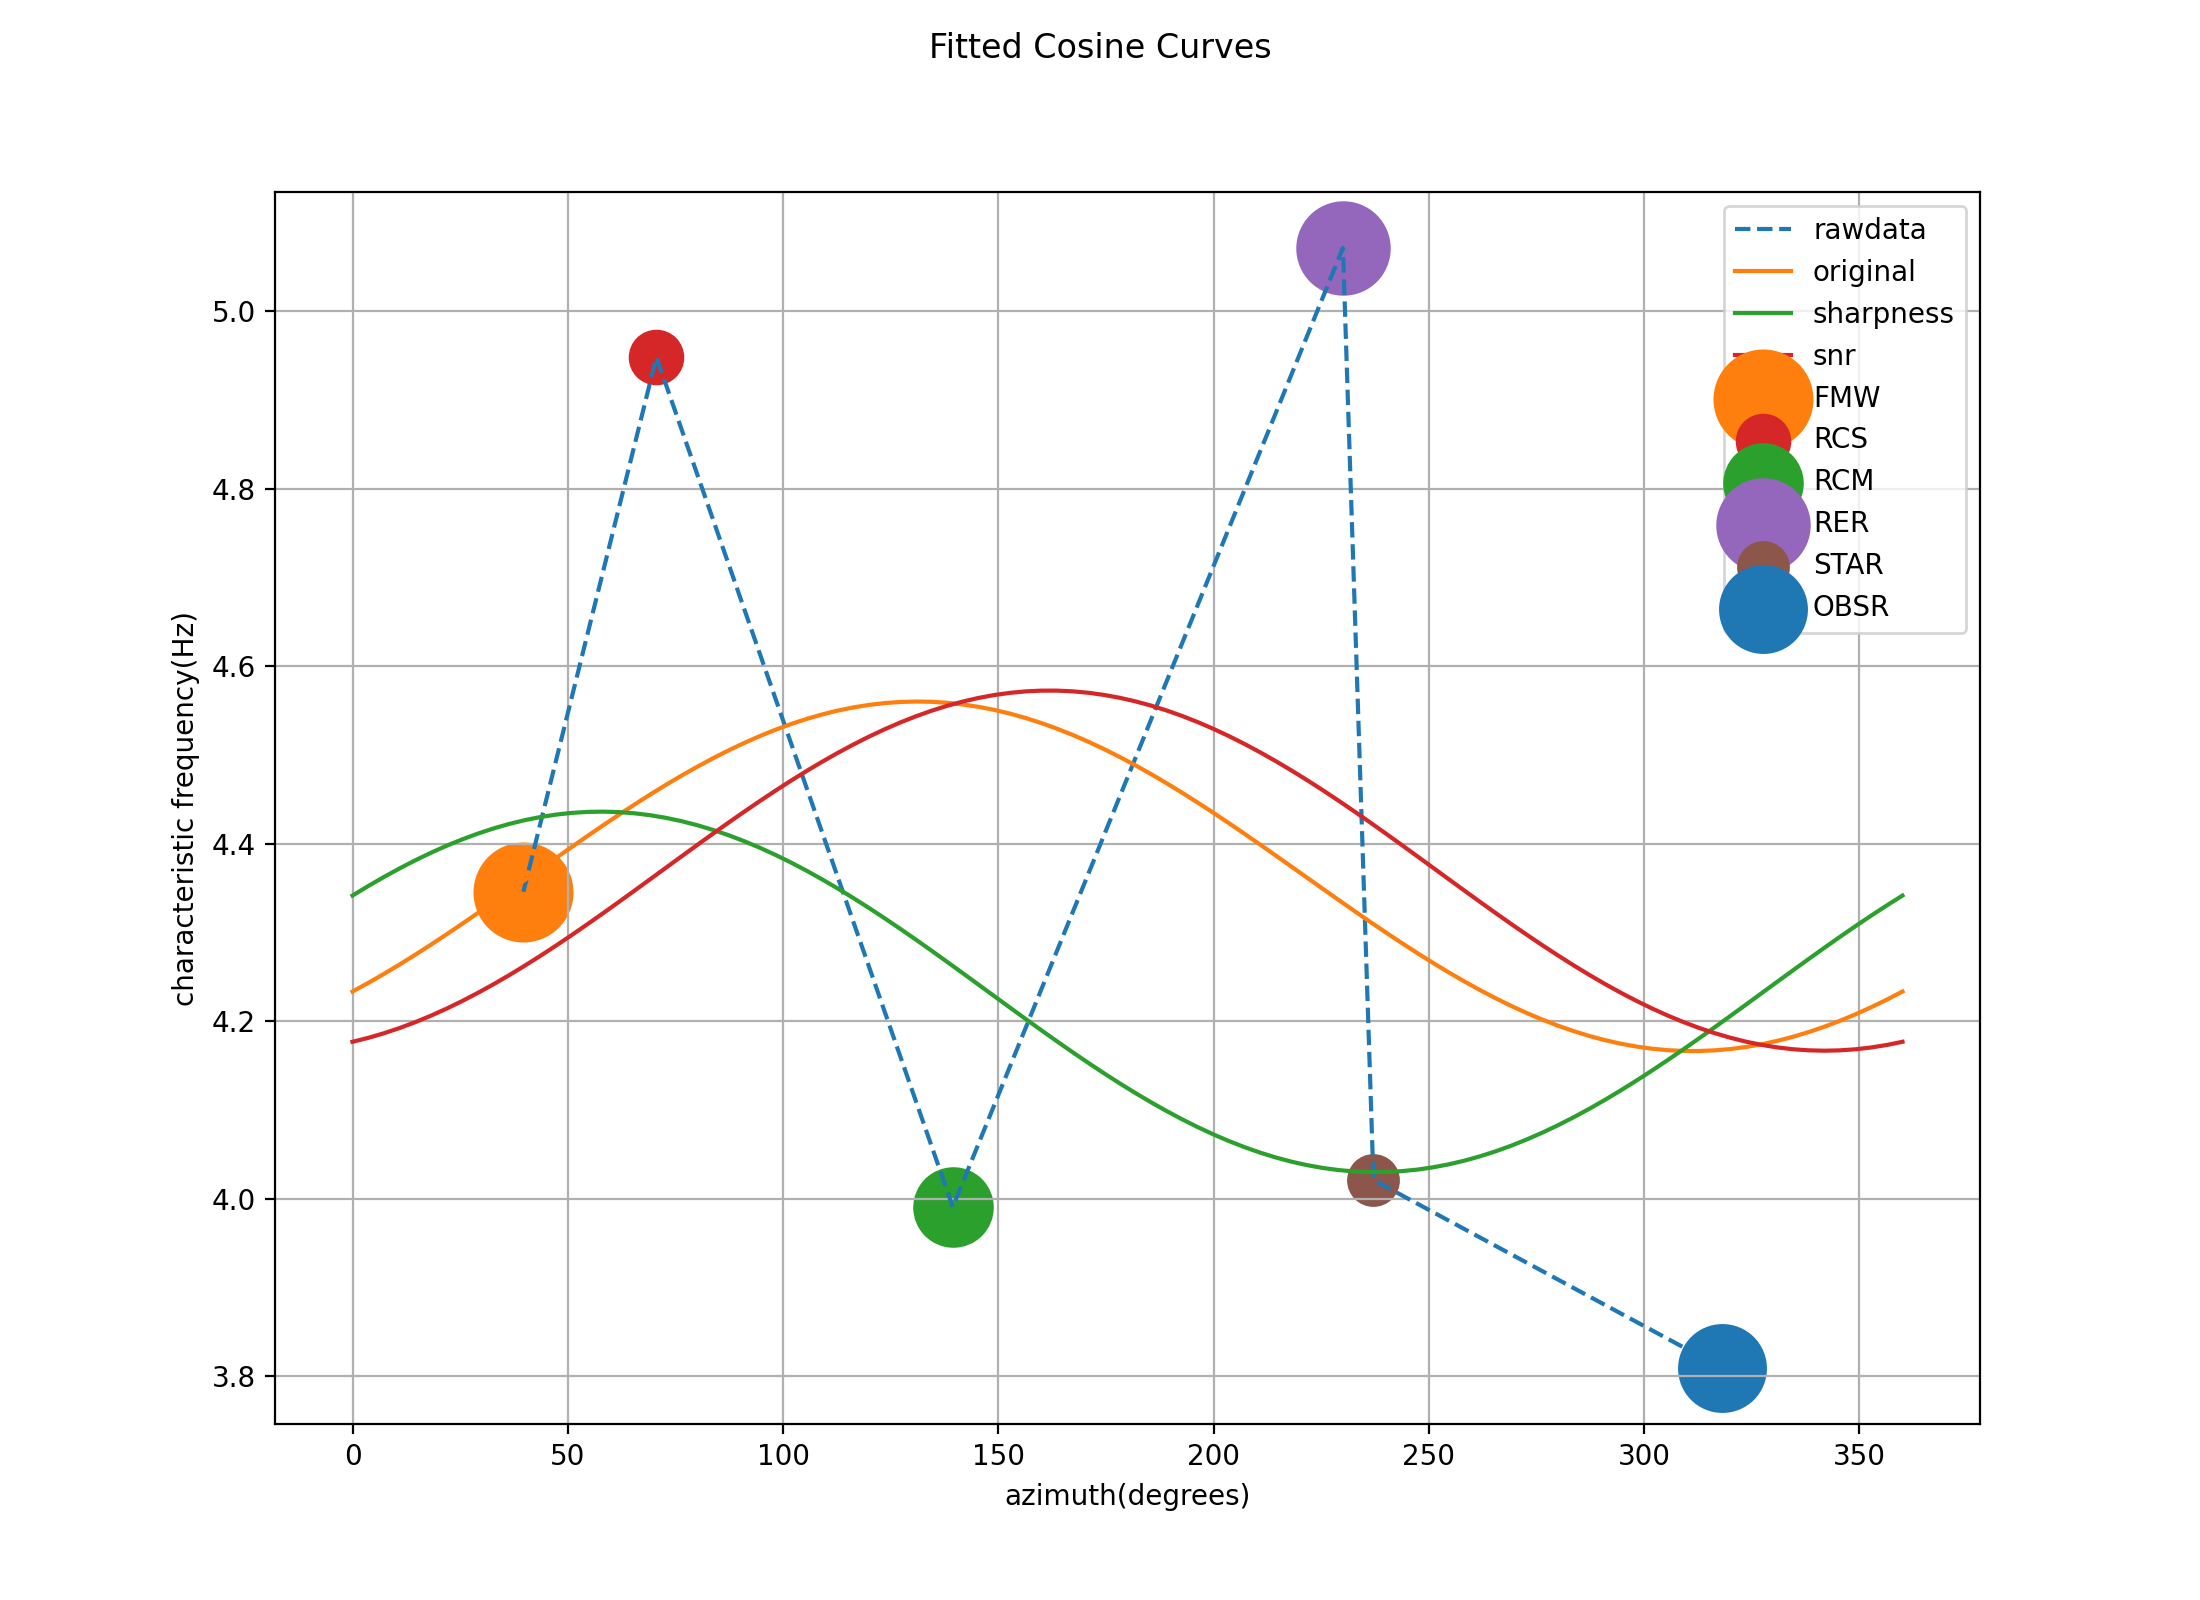 Fitted Cosine Curves
rawdata
original
sharpness
snr
FMW
RCS
RCM
RER
STAR
OBSR
characteristic frequency(Hz)
5.0
4.8
4.6
4.4
4.2
4.0
3.8
0 50 100 150 200 250 300 350
azimuth(degrees)